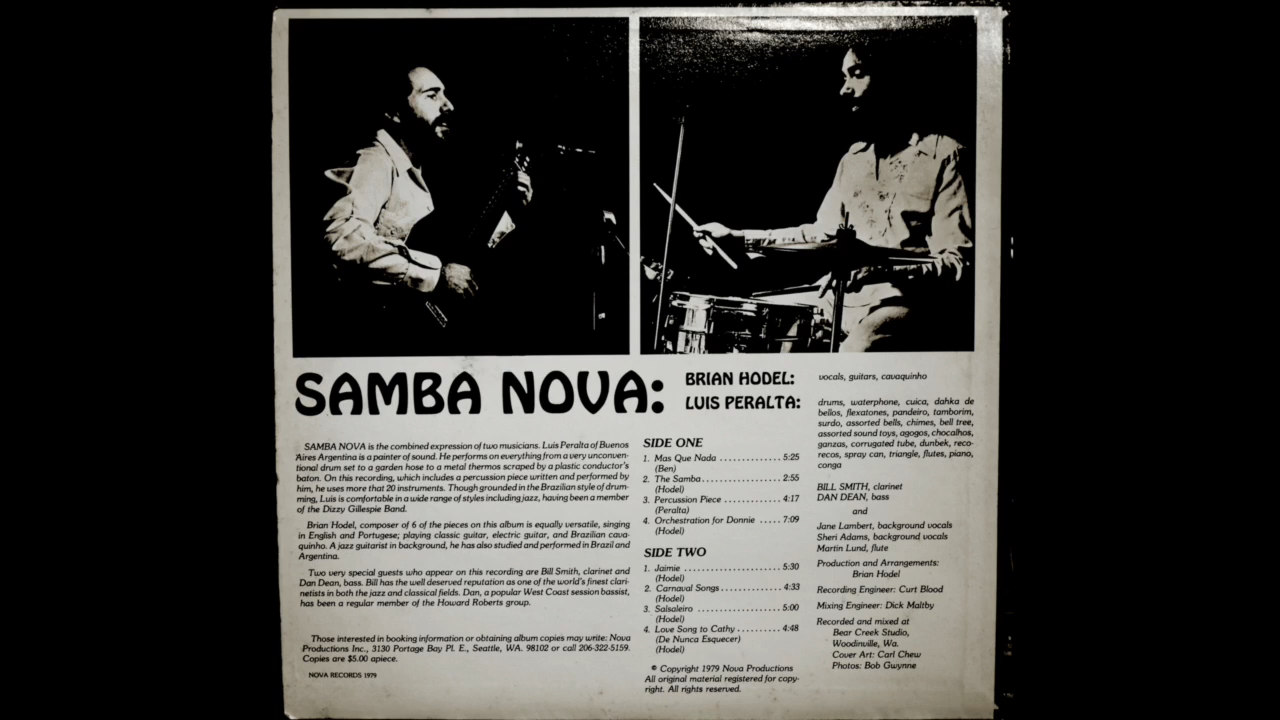 SAMBA NOVA:
BRIAN HODEL: vocals, guitars, cavaquinho
LUIS PERALTA: drums, waterphone, cuica, dahka de
bellos, flexatones, pandeiro, tamborim,
surdo, assorted bells, chimes, bell tree,
assorted sound toys, agogos, chocalhos,
ganzas, corrugated tube, dunbek, reco-
recos, spray can, triangle, flutes, piano,
conga
SAMBA NOVA is the combined expression of two musicians. Luis Peralta of Buenos
Aires Argentina is a painter of sound. He performs on everything from a very unconven-
tional drum set to a garden hose to a metal thermos scraped by a plastic conductor's
baton. On this recording, which includes a percussion piece written and performed by
him, he uses more that 20 instruments. Though grounded in the Brazilian style of drum-
ming, Luis is comfortable in a wide range of styles including jazz, having been a member
of the Dizzy Gillespie Band.
Brian Hodel, composer of 6 of the pieces on this album is equally versatile, singing
in English and Portugese; playing classic guitar, electric guitar, and Brazilian cava-
quinho. A jazz guitarist in background, he has also studied and performed in Brazil and
Argentina.
Two very special guests who appear on this recording are Bill Smith, clarinet and
Dan Dean, bass. Bill has the well deserved reputation as one of the world's finest clari-
netists in both the jazz and classical fields. Dan, a popular West Coast session bassist,
has been a regular member of the Howard Roberts group.
Those interested in booking information or obtaining album copies may write: Nova
Productions Inc., 3130 Portage Bay Pl. E., Seattle, WA. 98102 or call 206-322-5159.
Copies are $5.00 apiece.
NOVA RECORDS 1979
SIDE ONE
1. Mas Que Nada ............ 5:25
(Ben)
2. The Samba ............ 2:55
(Hodel)
3. Percussion Piece ............ 4:17
(Peralta)
4. Orchestration for Donnie ..... 7:09
(Hodel)
SIDE TWO
1. Jaimie ............ 5:30
(Hodel)
2. Carnaval Songs ............ 4:33
(Hodel)
3. Salsaleiro ............ 5:00
(Hodel)
4. Love Song to Cathy .......... 4:48
(De Nunca Esquecer)
(Hodel)
© Copyright 1979 Nova Productions
All original material registered for copy-
right. All rights reserved.
BILL SMITH, clarinet
DAN DEAN, bass
and
Jane Lambert, background vocals
Sheri Adams, background vocals
Martin Lund, flute
Production and Arrangements:
Brian Hodel
Recording Engineer: Curt Blood
Mixing Engineer: Dick Maltby
Recorded and mixed at
Bear Creek Studio,
Woodinville, Wa.
Cover Art: Carl Chew
Photos: Bob Gwynne